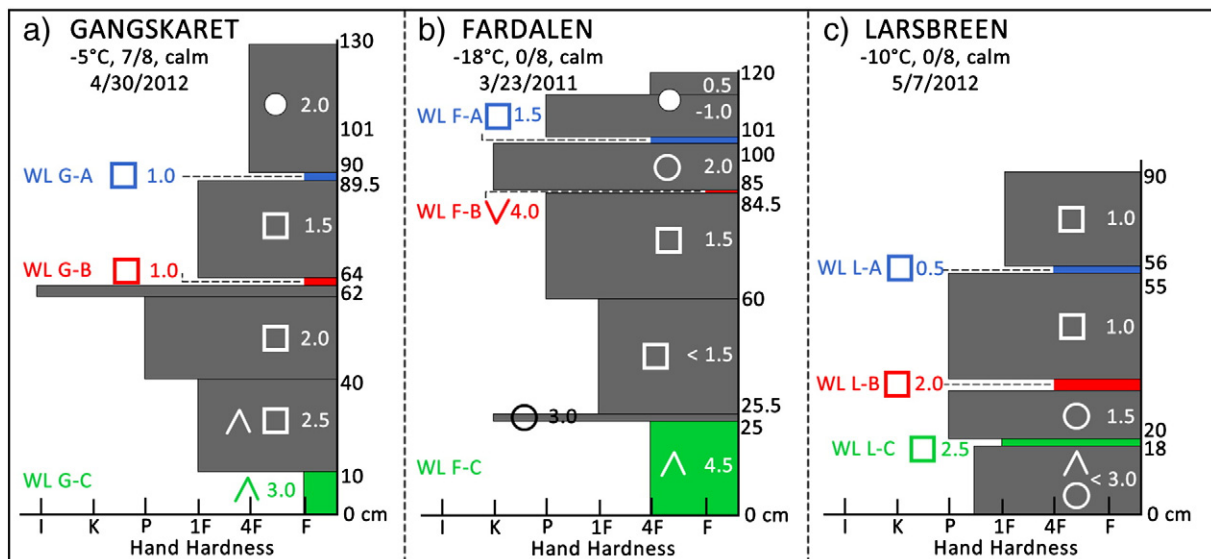 a) GANGSKARET
-5°C, 7/8, calm
4/30/2012
130
2.0
101
90
WL G-A 1.0
89.5
1.5
WL G-B 1.0
64
62
2.0
40
2.5
10
WL G-C 3.0
0 cm
I K P 1F 4F F
Hand Hardness
b) FARDALEN
-18°C, 0/8, calm
3/23/2011
120
0.5
-1.0
WL F-A 1.5
101
100
2.0
85
84.5
WL F-B 4.0
1.5
60
< 1.5
25.5
3.0
25
WL F-C 4.5
0 cm
I K P 1F 4F F
Hand Hardness
c) LARSBREEN
-10°C, 0/8, calm
5/7/2012
90
1.0
56
WL L-A 0.5
55
1.0
WL L-B 2.0
1.5
20
WL L-C 2.5
18
< 3.0
0 cm
I K P 1F 4F F
Hand Hardness